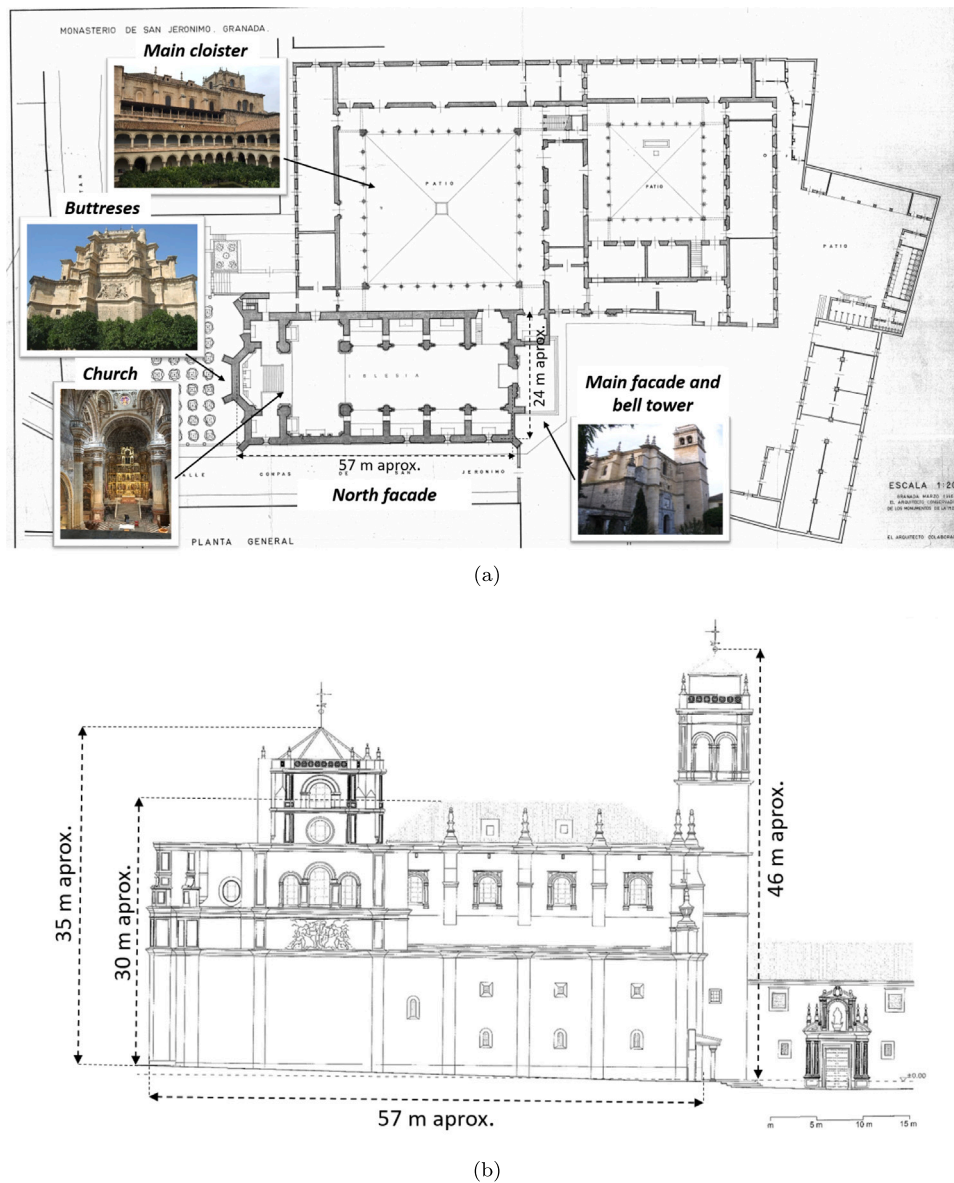 MONASTERIO DE SAN JERONIMO. GRANADA.
Main cloister
PATIO
PATIO
PATIO
Buttreses
Church
IGLESIA
24 m aprox.
Main facade and
bell tower
57 m aprox.
CALLE COMPAS DE SAN JERONIMO
North facade
ESCALA 1:20
GRANADA MARZO
EL ARQUITECTO CONSERVAD
DE LOS MONUMENTOS DE LA
EL ARQUITECTO COLABORA
PLANTA GENERAL
(a)
35 m aprox.
30 m aprox.
46 m aprox.
±0.00
57 m aprox.
m 5 m 10 m 15 m
(b)